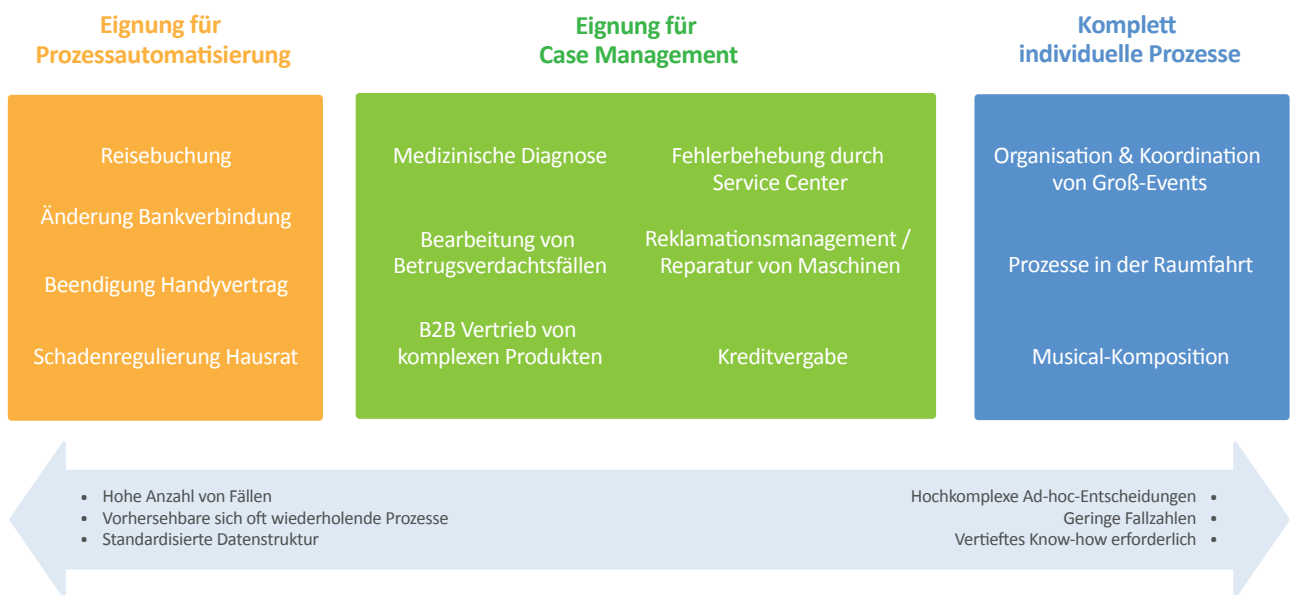 Eignung für
Prozessautomatisierung
Eignung für
Case Management
Komplett
individuelle Prozesse
Reisebuchung
Änderung Bankverbindung
Beendigung Handyvertrag
Schadenregulierung Hausrat
Medizinische Diagnose
Bearbeitung von
Betrugsverdachtsfällen
B2B Vertrieb von
komplexen Produkten
Fehlerbehebung durch
Service Center
Reklamationsmanagement /
Reparatur von Maschinen
Kreditvergabe
Organisation & Koordination
von Groß-Events
Prozesse in der Raumfahrt
Musical-Komposition
• Hohe Anzahl von Fällen
• Vorhersehbare sich oft wiederholende Prozesse
• Standardisierte Datenstruktur
Hochkomplexe Ad-hoc-Entscheidungen •
Geringe Fallzahlen •
Vertieftes Know-how erforderlich •